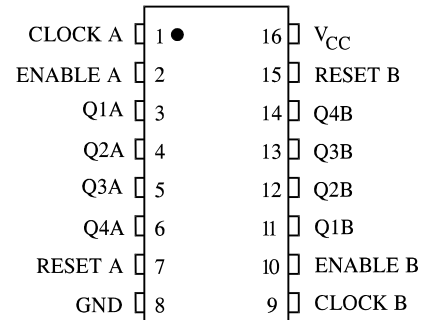 CLOCK A 1 16 VCC
ENABLE A 2 15 RESET B
Q1A 3 14 Q4B
Q2A 4 13 Q3B
Q3A 5 12 Q2B
Q4A 6 11 Q1B
RESET A 7 10 ENABLE B
GND 8 9 CLOCK B